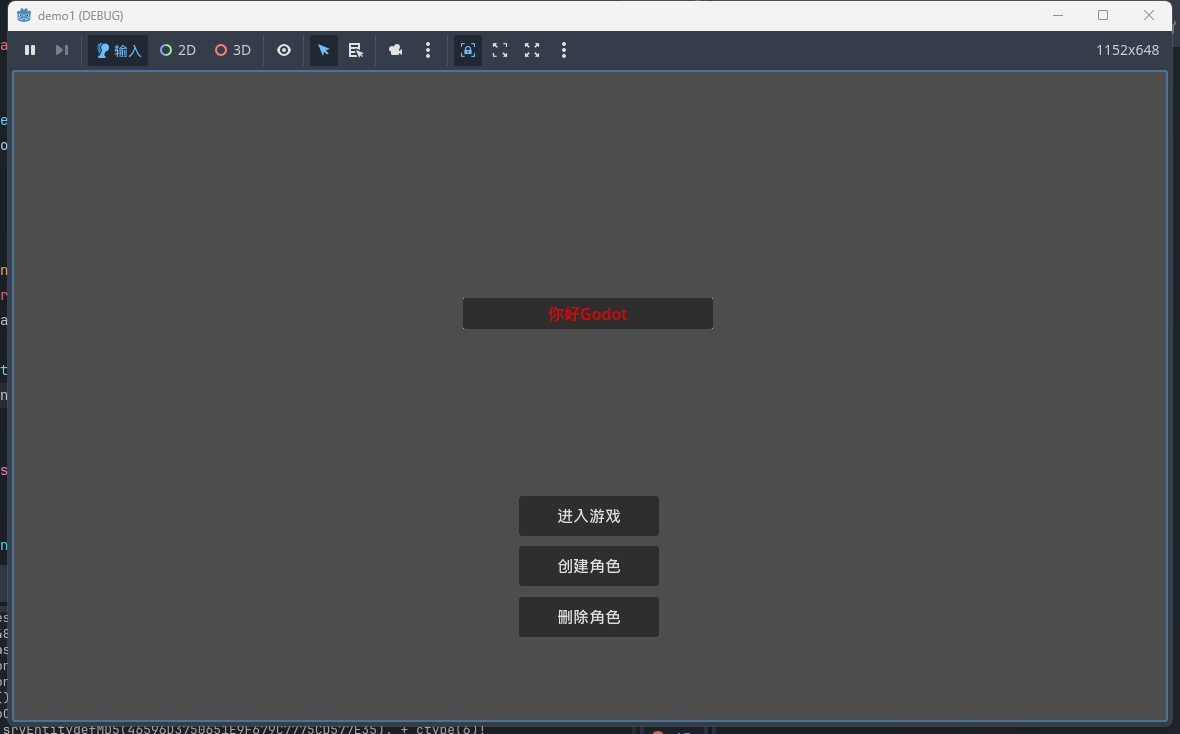 demo1 (DEBUG)
输入 2D 3D 1152x648
你好Godot
进入游戏
创建角色
删除角色
srvEntitydefMD5(46596D3750651E9F679C7775CD577E35), + ctype(6)!